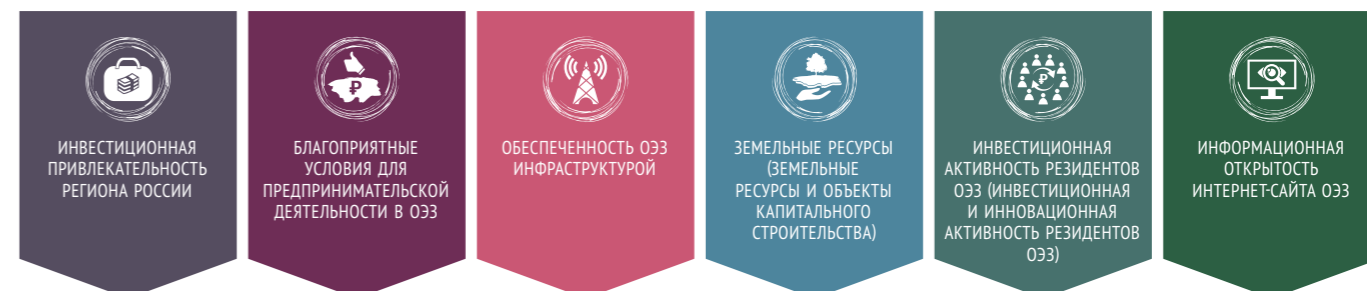 ИНВЕСТИЦИОННАЯ
ПРИВЛЕКАТЕЛЬНОСТЬ
РЕГИОНА РОССИИ
₽
БЛАГОПРИЯТНЫЕ
УСЛОВИЯ ДЛЯ
ПРЕДПРИНИМАТЕЛЬСКОЙ
ДЕЯТЕЛЬНОСТИ В ОЭЗ
ОБЕСПЕЧЕННОСТЬ ОЭЗ
ИНФРАСТРУКТУРОЙ
ЗЕМЕЛЬНЫЕ РЕСУРСЫ
(ЗЕМЕЛЬНЫЕ
РЕСУРСЫ И ОБЪЕКТЫ
КАПИТАЛЬНОГО
СТРОИТЕЛЬСТВА)
₽
ИНВЕСТИЦИОННАЯ
АКТИВНОСТЬ РЕЗИДЕНТОВ
ОЭЗ (ИНВЕСТИЦИОННАЯ
И ИННОВАЦИОННАЯ
АКТИВНОСТЬ РЕЗИДЕНТОВ
ОЭЗ)
ИНФОРМАЦИОННАЯ
ОТКРЫТОСТЬ
ИНТЕРНЕТ-САЙТА ОЭЗ